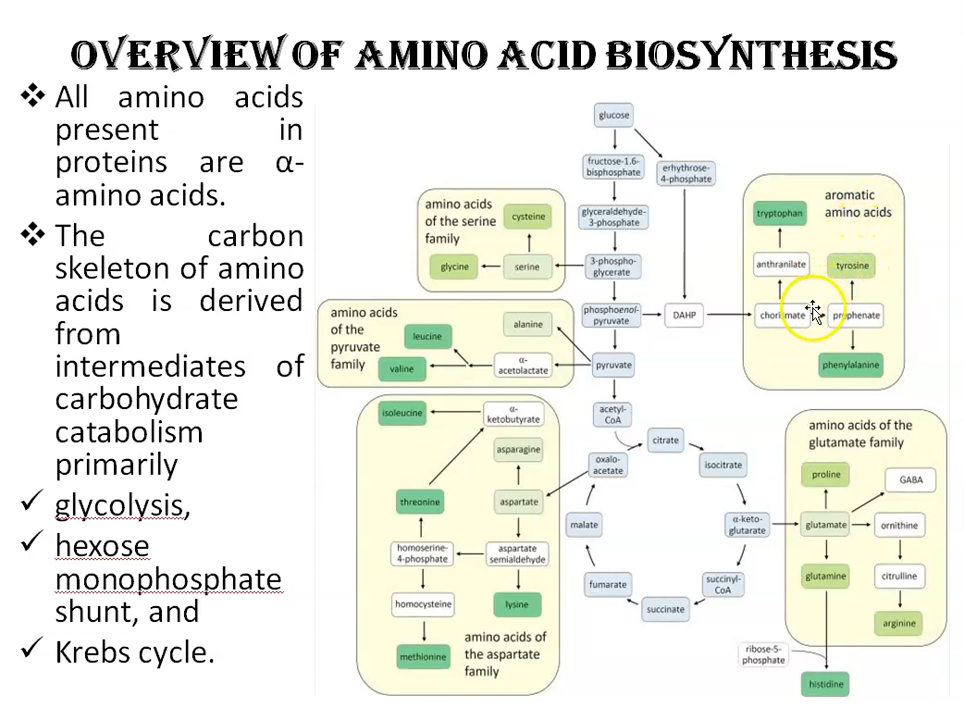 OVERVIEW OF AMINO ACID BIOSYNTHESIS
❖ All amino acids
present in
proteins are α-
amino acids.
❖ The carbon
skeleton of amino
acids is derived
from
intermediates of
carbohydrate
catabolism
primarily
✓ glycolysis,
✓ hexose
monophosphate
shunt, and
✓ Krebs cycle.
glucose
fructose-1.6-
bisphosphate
erhythrose-
4-phosphate
glyceraldehyde-
3-phosphate
3-phospho-
glycerate
phosphoenol-
pyruvate
DAHP
pyruvate
acetyl-
CoA
amino acids
of the serine
family
cysteine
glycine
serine
amino acids
of the
pyruvate
family
leucine
valine
alanine
α-
acetolactate
aromatic
amino acids
tryptophan
anthranilate
tyrosine
chorismate
prephenate
phenylalanine
isoleucine
α-
ketobutyrate
asparagine
threonine
aspartate
homoserine-
4-phosphate
aspartate
semialdehyde
homocysteine
lysine
methionine
amino acids of
the aspartate
family
citrate
oxalo-
acetate
isocitrate
malate
α-keto-
glutarate
fumarate
succinyl-
CoA
succinate
amino acids of the
glutamate family
proline
GABA
glutamate
ornithine
glutamine
citrulline
arginine
ribose-5-
phosphate
histidine